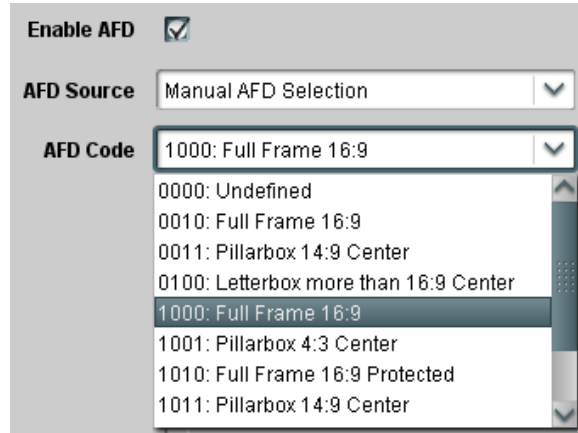 Enable AFD
AFD Source Manual AFD Selection
AFD Code 1000: Full Frame 16:9
0000: Undefined
0010: Full Frame 16:9
0011: Pillarbox 14:9 Center
0100: Letterbox more than 16:9 Center
1000: Full Frame 16:9
1001: Pillarbox 4:3 Center
1010: Full Frame 16:9 Protected
1011: Pillarbox 14:9 Center